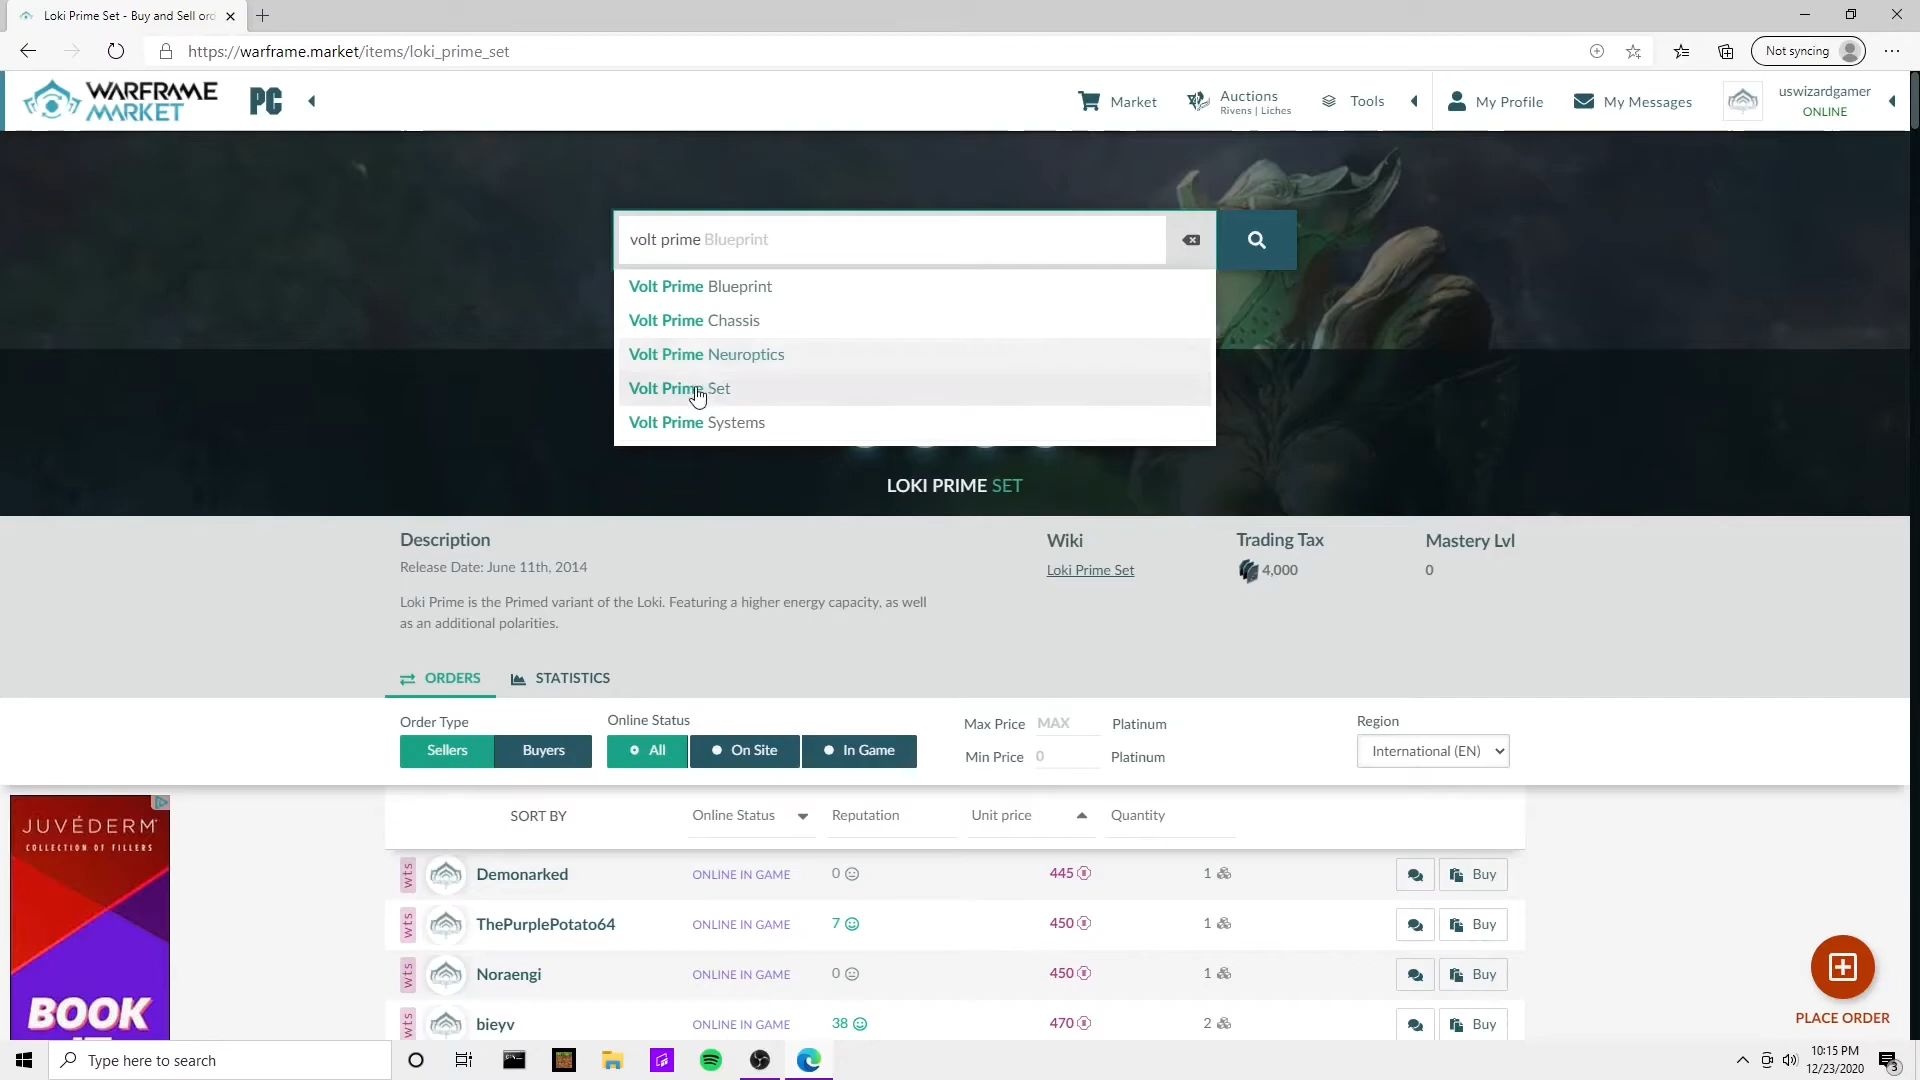 Loki Prime Set - Buy and Sell ord
https://warframe.market/items/loki_prime_set
Not syncing
WARFRAME
MARKET
PC
Market
Auctions
Rivens | Liches
Tools
My Profile
My Messages
uswizardgamer
ONLINE
volt prime Blueprint
Volt Prime Blueprint
Volt Prime Chassis
Volt Prime Neuroptics
Volt Prime Set
Volt Prime Systems
LOKI PRIME SET
Description
Wiki
Trading Tax
Mastery Lvl
Release Date: June 11th, 2014
Loki Prime Set
4,000
0
Loki Prime is the Primed variant of the Loki. Featuring a higher energy capacity, as well
as an additional polarities.
ORDERS
STATISTICS
Order Type
Online Status
Max Price MAX Platinum
Region
Sellers
Buyers
All
On Site
In Game
Min Price 0 Platinum
International (EN)
JUVÉDERM
COLLECTION OF FILLERS
BOOK
SORT BY
Online Status
Reputation
Unit price
Quantity
wts Demonarked ONLINE IN GAME 0 445 1 Buy
wts ThePurplePotato64 ONLINE IN GAME 7 450 1 Buy
wts Noraengi ONLINE IN GAME 0 450 1 Buy
wts bieyv ONLINE IN GAME 38 470 2 Buy
PLACE ORDER
Type here to search
10:15 PM
12/23/2020
3